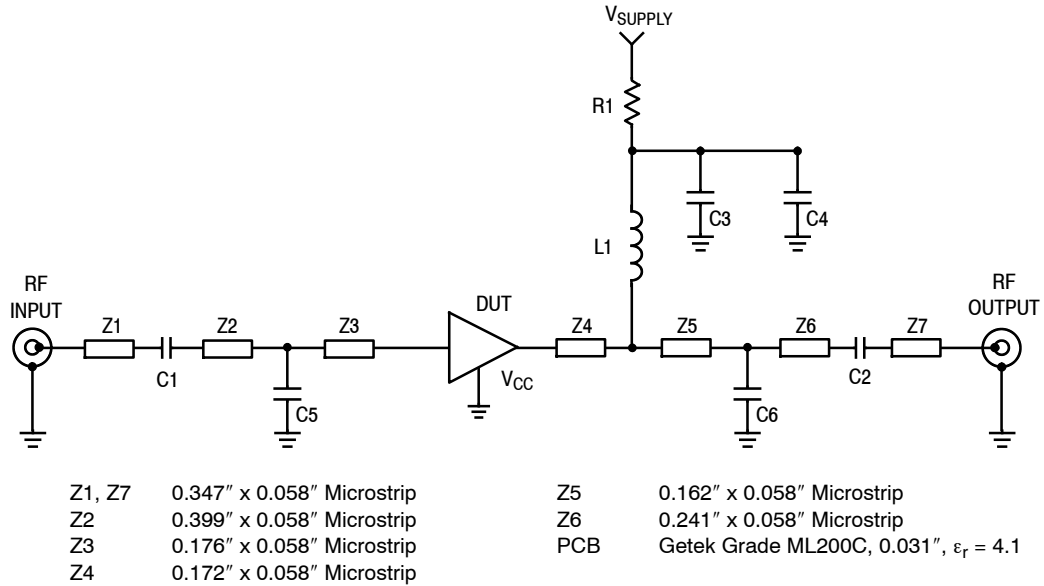 VSUPPLY
R1
C3
C4
L1
RF
INPUT
RF
OUTPUT
DUT
Z1
Z2
Z3
Z4
Z5
Z6
Z7
C1
VCC
C2
C5
C6
Z1, Z7 0.347″ x 0.058″ Microstrip
Z2 0.399″ x 0.058″ Microstrip
Z3 0.176″ x 0.058″ Microstrip
Z4 0.172″ x 0.058″ Microstrip
Z5 0.162″ x 0.058″ Microstrip
Z6 0.241″ x 0.058″ Microstrip
PCB Getek Grade ML200C, 0.031″, εr = 4.1